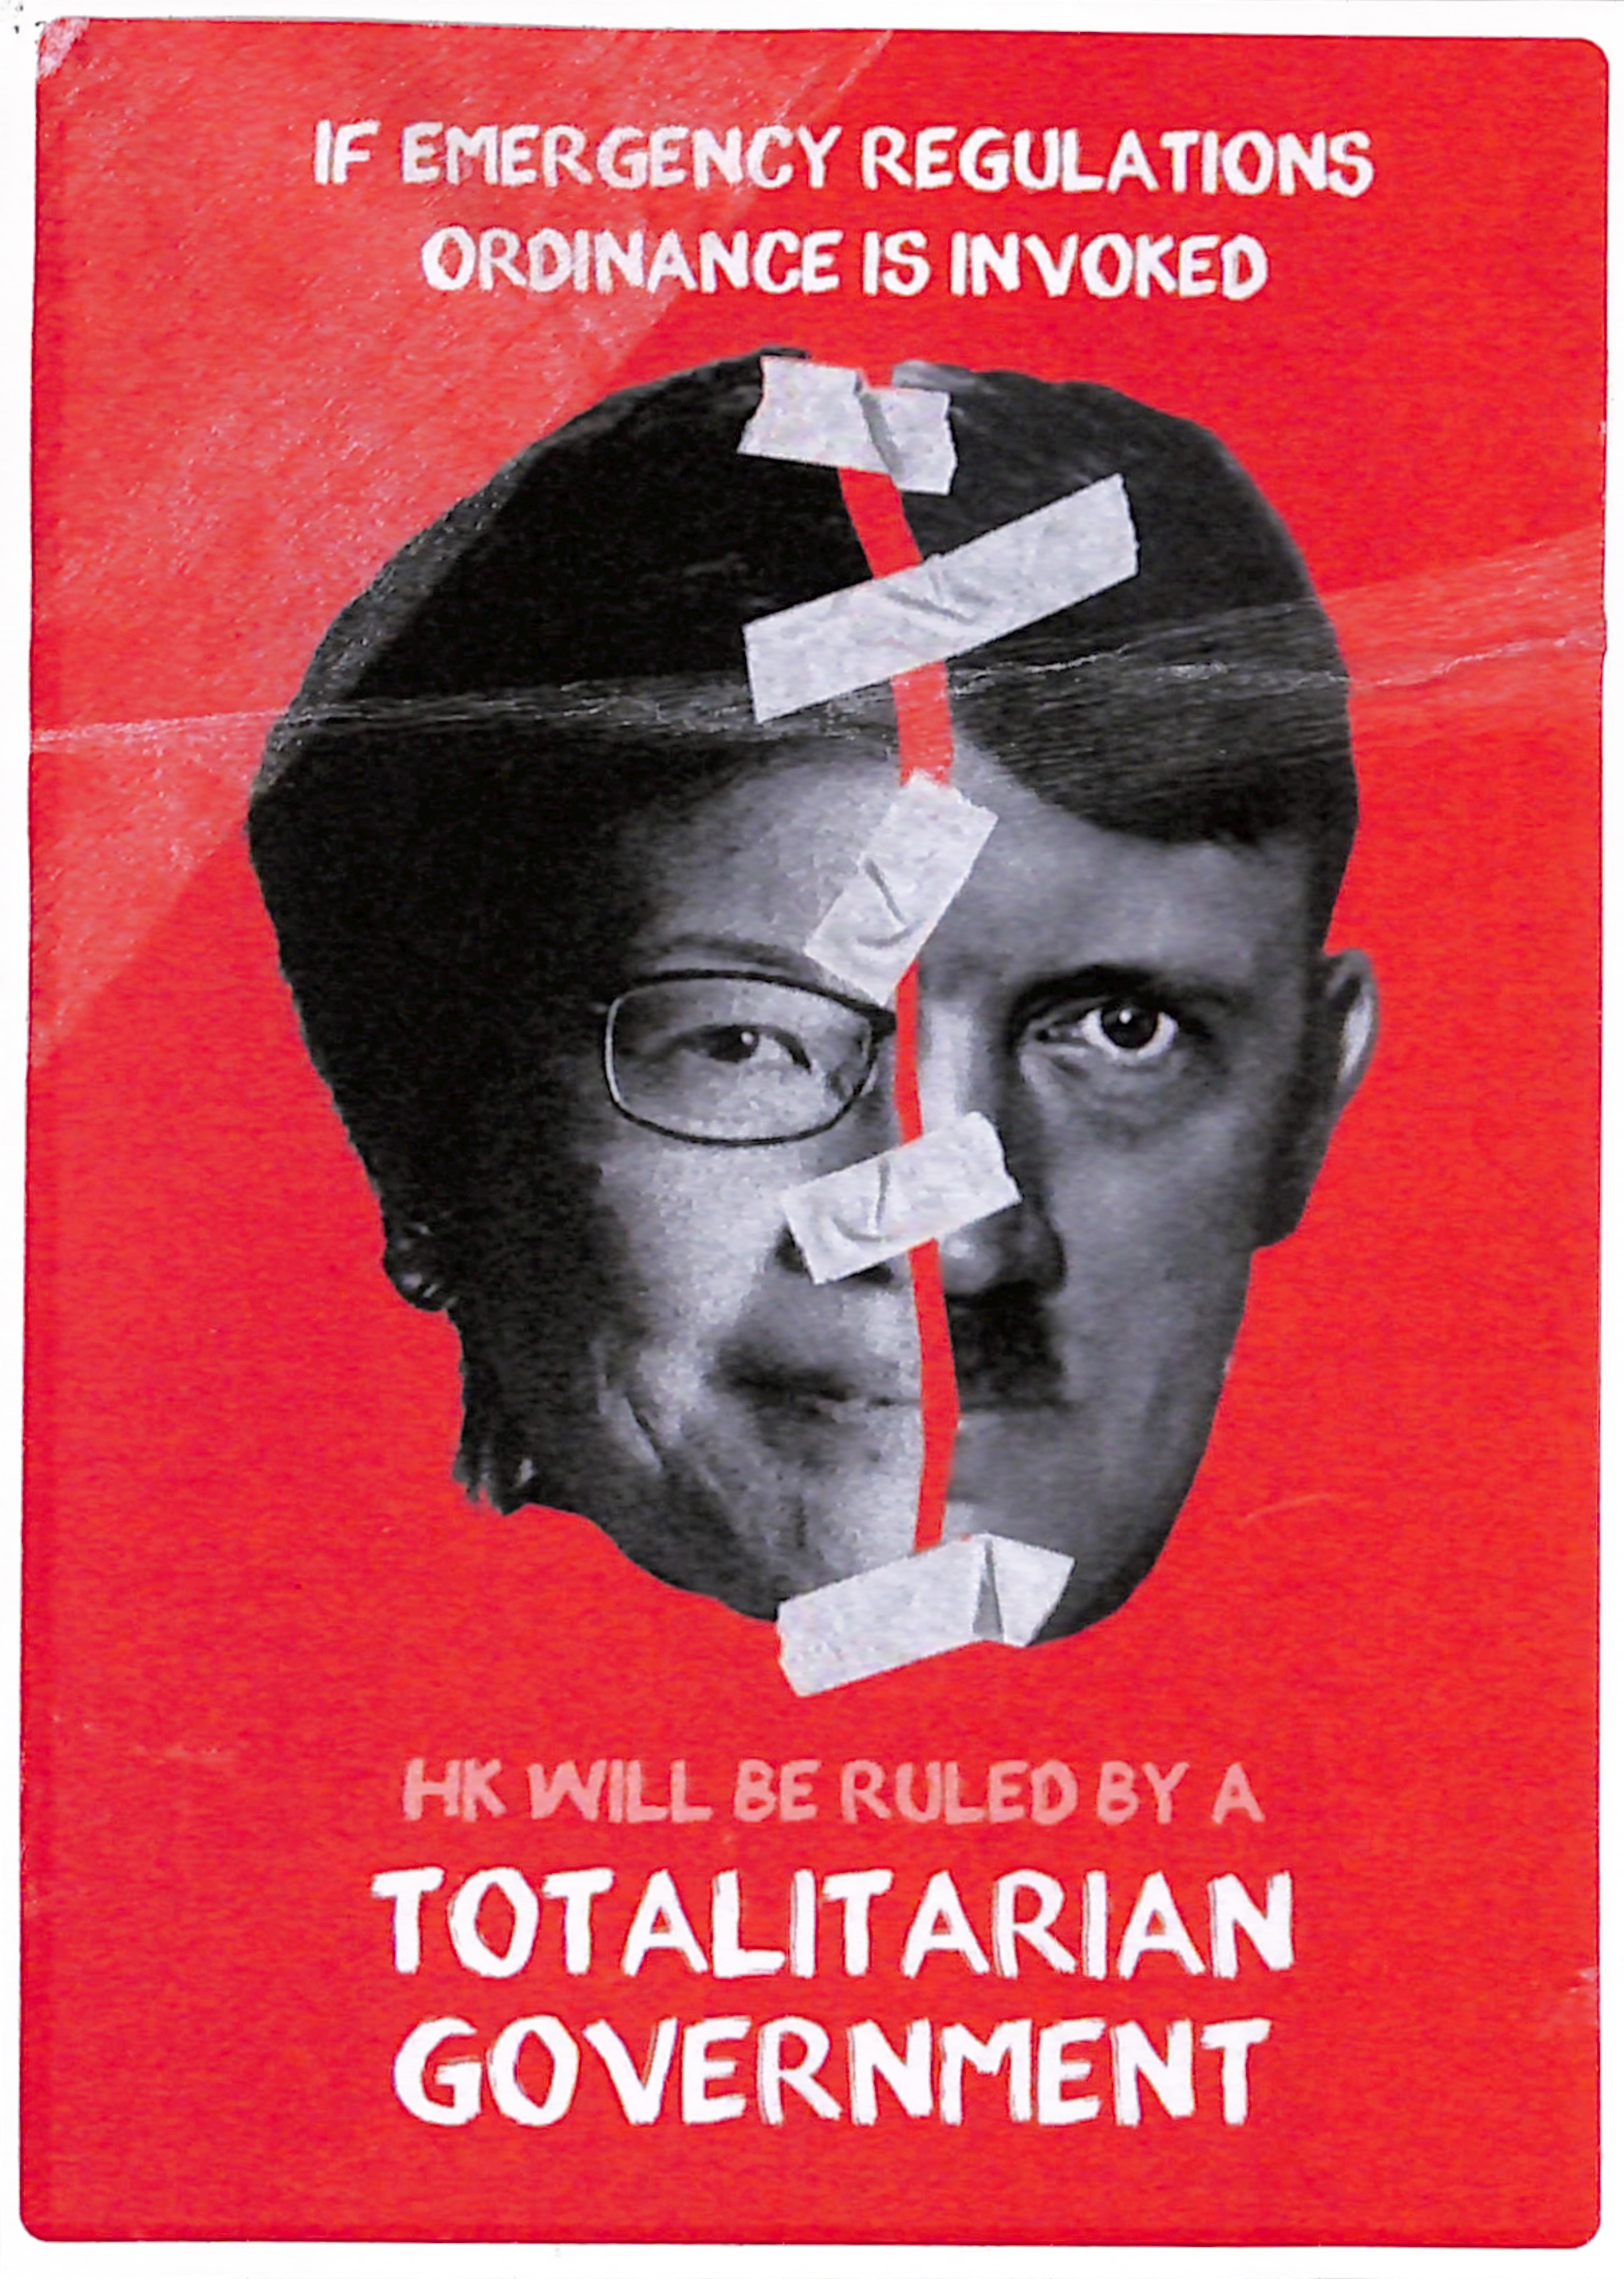 IF EMERGENCY REGULATIONS
ORDINANCE IS INVOKED
HK WILL BE RULED BY A
TOTALITARIAN
GOVERNMENT